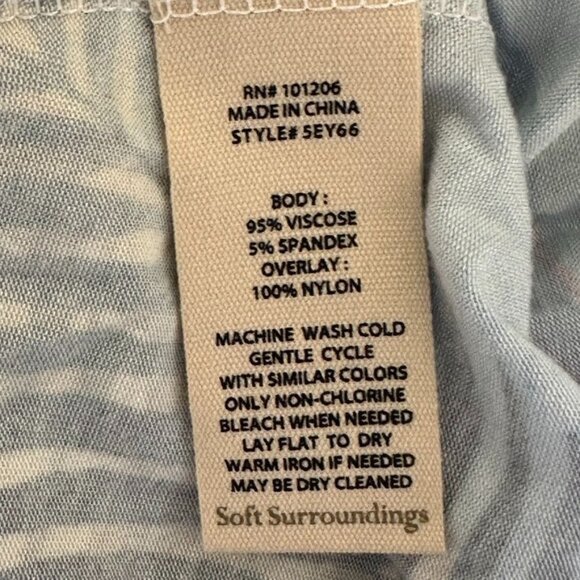 RN# 101206
MADE IN CHINA
STYLE# 5EY66
BODY :
95% VISCOSE
5% SPANDEX
OVERLAY :
100% NYLON
MACHINE WASH COLD
GENTLE CYCLE
WITH SIMILAR COLORS
ONLY NON-CHLORINE
BLEACH WHEN NEEDED
LAY FLAT TO DRY
WARM IRON IF NEEDED
MAY BE DRY CLEANED
Soft Surroundings